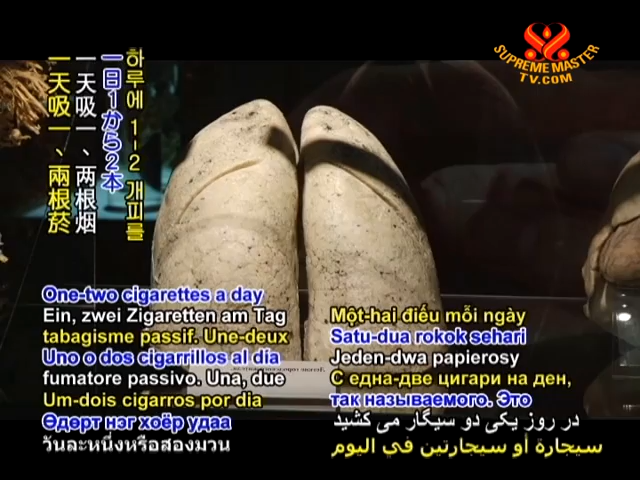 SUPREME MASTER
TV.COM
하루에 1-2 개피를
一日1から2本
一天吸一、两根烟
一天吸一、兩根菸
One-two cigarettes a day
Ein, zwei Zigaretten am Tag
tabagisme passif. Une-deux
Uno o dos cigarrillos al día
fumatore passivo. Una, due
Um-dois cigarros por dia
Өдөрт нэг хоёр удаа
วันละหนึ่งหรือสองมวน
Một-hai điếu mỗi ngày
Satu-dua rokok sehari
Jeden-dwa papierosy
С една-две цигари на ден,
так называемого. Это
در روز یکی دو سیگار می کشید
سيجارة أو سيجارتين في اليوم